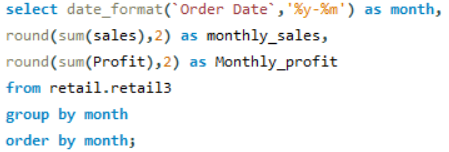 select date_format(`Order Date`,'%y-%m') as month,
round(sum(sales),2) as monthly_sales,
round(sum(Profit),2) as Monthly_profit
from retail.retail3
group by month
order by month;